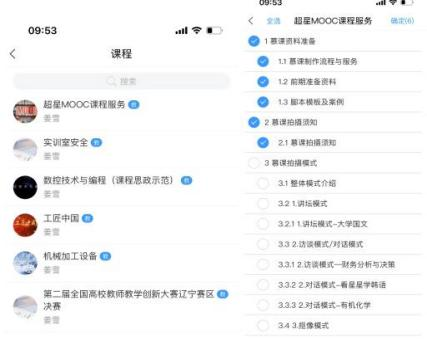 09:53
课程
搜索
超星MOOC课程服务 教
姜雪
实训室安全 教
姜雪
数控技术与编程（课程思政示范） 教
姜雪
工匠中国 教
姜雪
机械加工设备 教
姜雪
第二届全国高校教师教学创新大赛辽宁赛区 教
决赛
姜雪
09:53
全选 超星MOOC课程服务 确定(6)
1 慕课资料准备
1.1 慕课制作流程与服务
1.2 前期准备资料
1.3 脚本模板及案例
2 慕课拍摄须知
2.1 慕课拍摄须知
3 慕课拍摄模式
3.1 整体模式介绍
3.2 1.讲坛模式
3.2.1 1.讲坛模式-大学国文
3.3 2.访谈模式/对话模式
3.3.1 2.访谈模式—财务分析与决策
3.3.2 2.对话模式-看星星学韩语
3.3.3 2.对话模式-有机化学
3.4 3.抠像模式